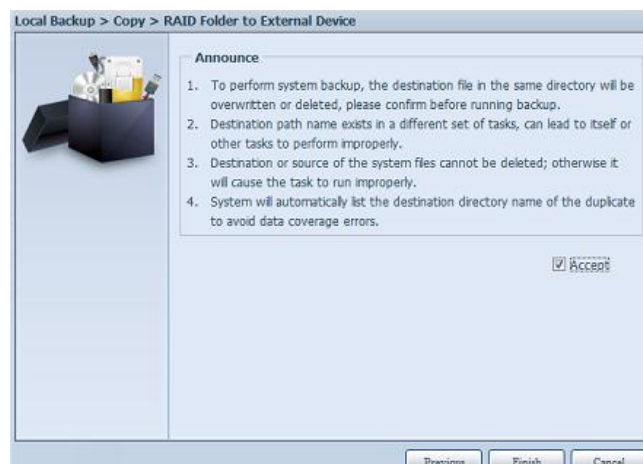 Local Backup > Copy > RAID Folder to External Device
Announce
1. To perform system backup, the destination file in the same directory will be
overwritten or deleted, please confirm before running backup.
2. Destination path name exists in a different set of tasks, can lead to itself or
other tasks to perform improperly.
3. Destination or source of the system files cannot be deleted; otherwise it
will cause the task to run improperly.
4. System will automatically list the destination directory name of the duplicate
to avoid data coverage errors.
Accept
Previous Finish Cancel